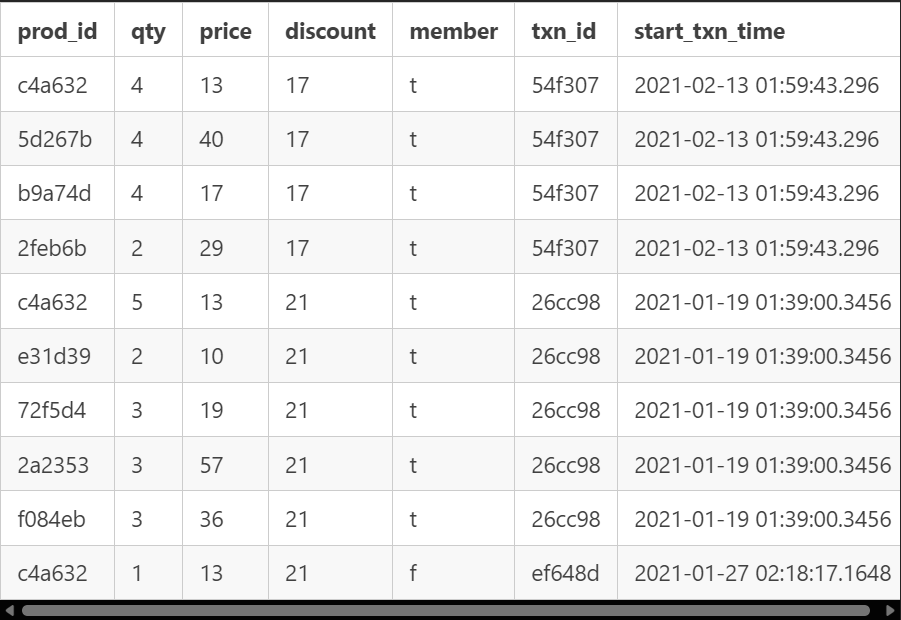 prod_id qty price discount member txn_id start_txn_time
c4a632 4 13 17 t 54f307 2021-02-13 01:59:43.296
5d267b 4 40 17 t 54f307 2021-02-13 01:59:43.296
b9a74d 4 17 17 t 54f307 2021-02-13 01:59:43.296
2feb6b 2 29 17 t 54f307 2021-02-13 01:59:43.296
c4a632 5 13 21 t 26cc98 2021-01-19 01:39:00.3456
e31d39 2 10 21 t 26cc98 2021-01-19 01:39:00.3456
72f5d4 3 19 21 t 26cc98 2021-01-19 01:39:00.3456
2a2353 3 57 21 t 26cc98 2021-01-19 01:39:00.3456
f084eb 3 36 21 t 26cc98 2021-01-19 01:39:00.3456
c4a632 1 13 21 f ef648d 2021-01-27 02:18:17.1648